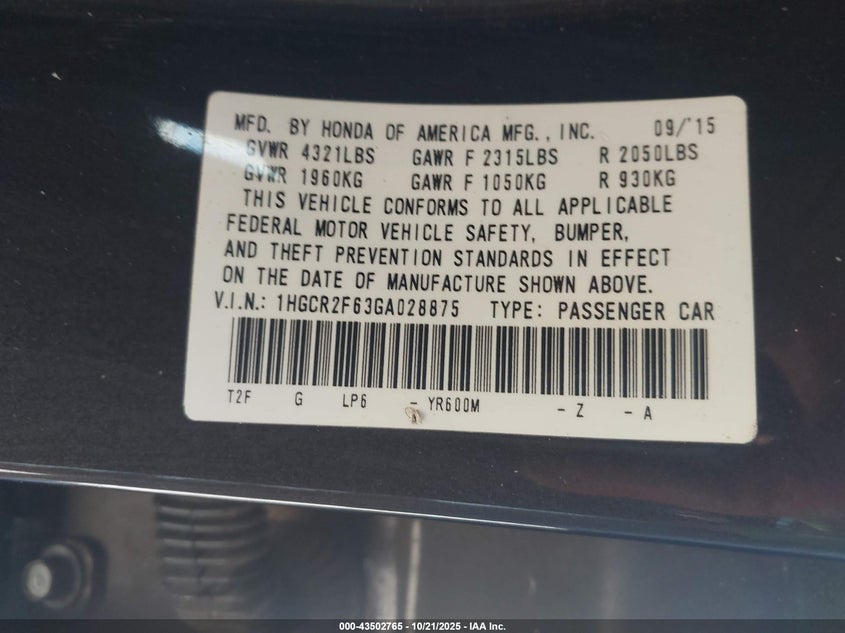 MFD. BY HONDA OF AMERICA MFG., INC. 09/'15
GVWR 4321LBS GAWR F 2315LBS R 2050LBS
GVWR 1960KG GAWR F 1050KG R 930KG
THIS VEHICLE CONFORMS TO ALL APPLICABLE
FEDERAL MOTOR VEHICLE SAFETY, BUMPER,
AND THEFT PREVENTION STANDARDS IN EFFECT
ON THE DATE OF MANUFACTURE SHOWN ABOVE.
V.I.N.: 1HGCR2F63GA028875 TYPE: PASSENGER CAR
T2F G LP6 - YR600M - Z - A
000-43502765 - 10/21/2025 - IAA Inc.